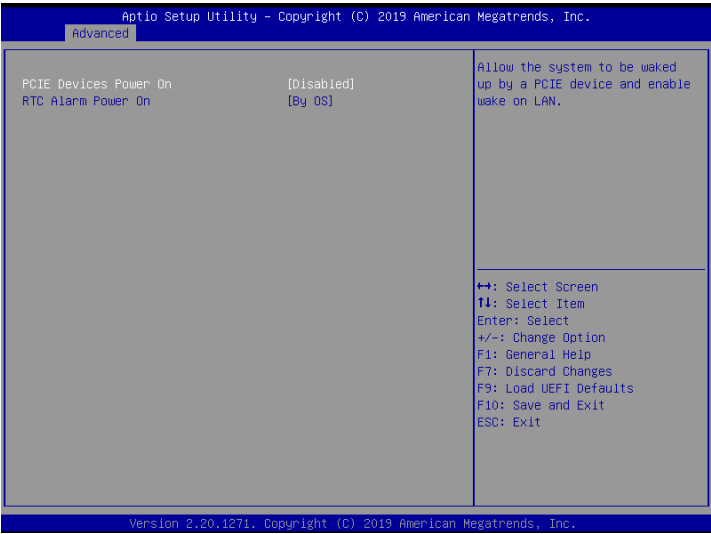 Aptio Setup Utility – Copyright (C) 2019 American Megatrends, Inc.
Advanced
PCIE Devices Power On [Disabled]
RTC Alarm Power On [By OS]
Allow the system to be waked
up by a PCIE device and enable
wake on LAN.
↔: Select Screen
↑↓: Select Item
Enter: Select
+/-: Change Option
F1: General Help
F7: Discard Changes
F9: Load UEFI Defaults
F10: Save and Exit
ESC: Exit
Version 2.20.1271. Copyright (C) 2019 American Megatrends, Inc.